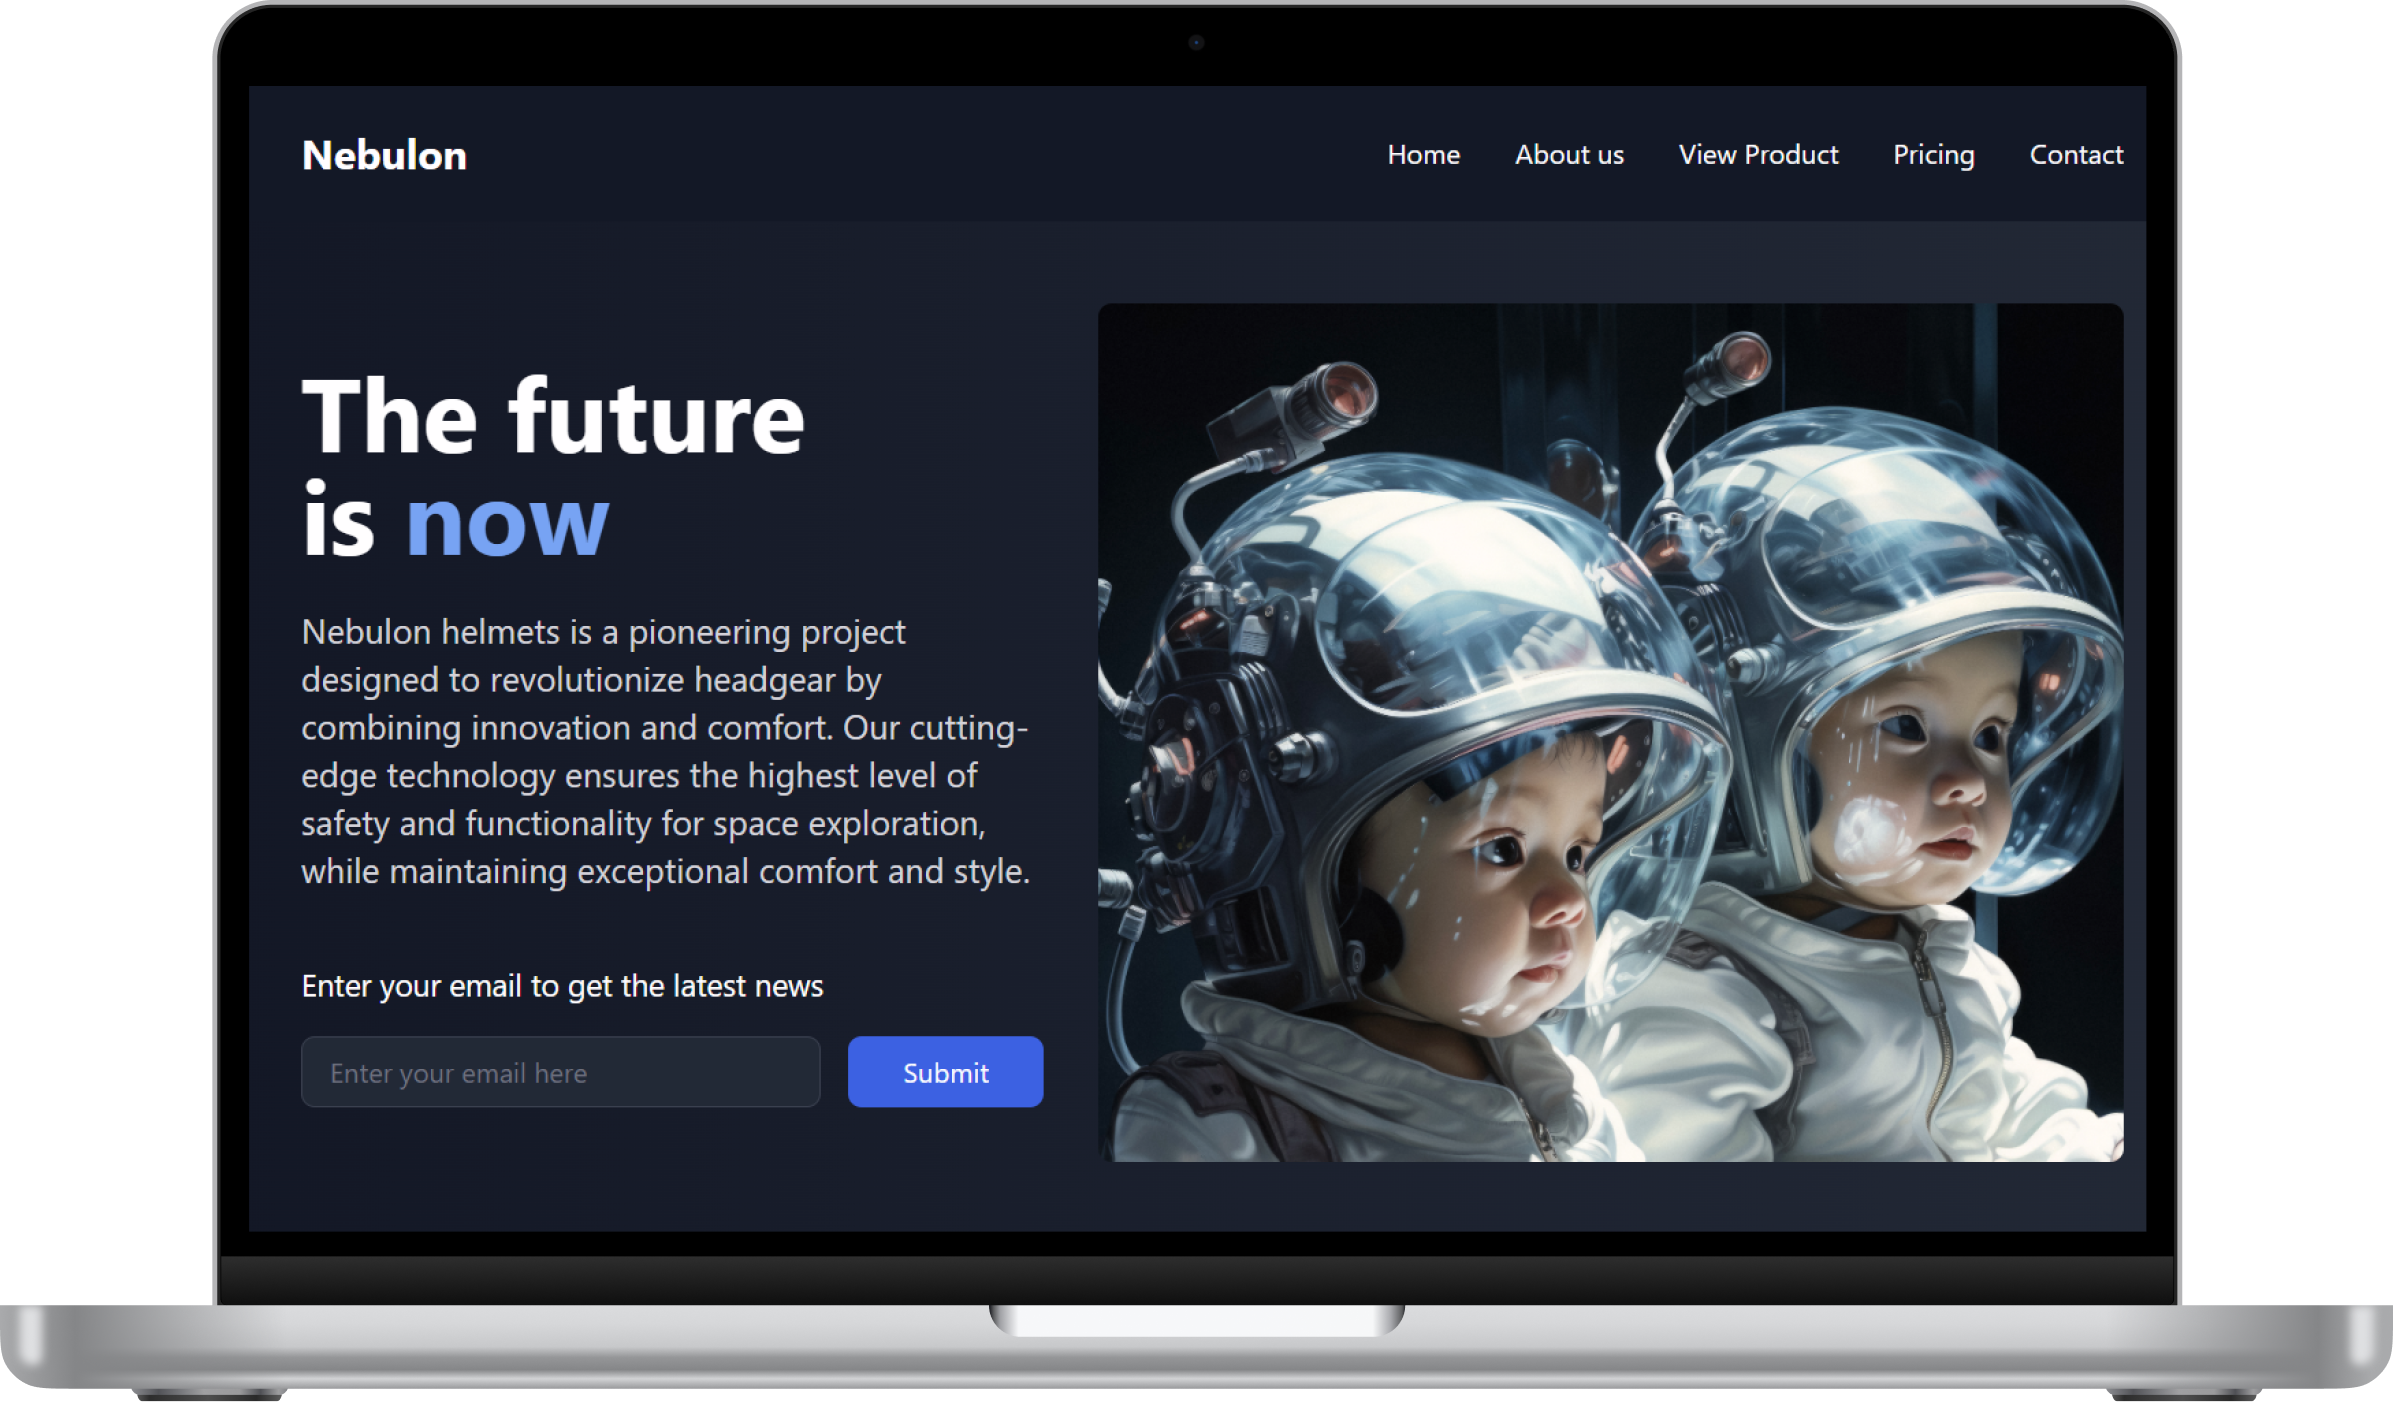 Nebulon
Home About us View Product Pricing Contact
The future
is now
Nebulon helmets is a pioneering project
designed to revolutionize headgear by
combining innovation and comfort. Our cutting-
edge technology ensures the highest level of
safety and functionality for space exploration,
while maintaining exceptional comfort and style.
Enter your email to get the latest news
Enter your email here
Submit